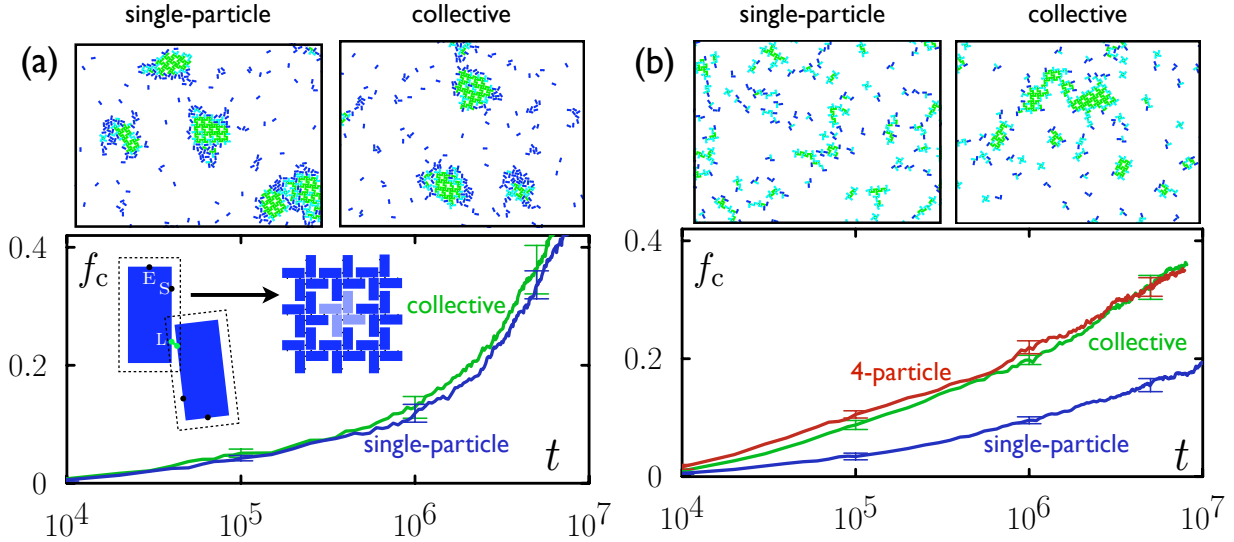 single-particle collective
single-particle collective
(a)
(b)
0.4
f_c
E
S
L
collective
single-particle
t
0.2
0
10^4 10^5 10^6 10^7
0.4
f_c
4-particle
collective
single-particle
t
0.2
0
10^4 10^5 10^6 10^7